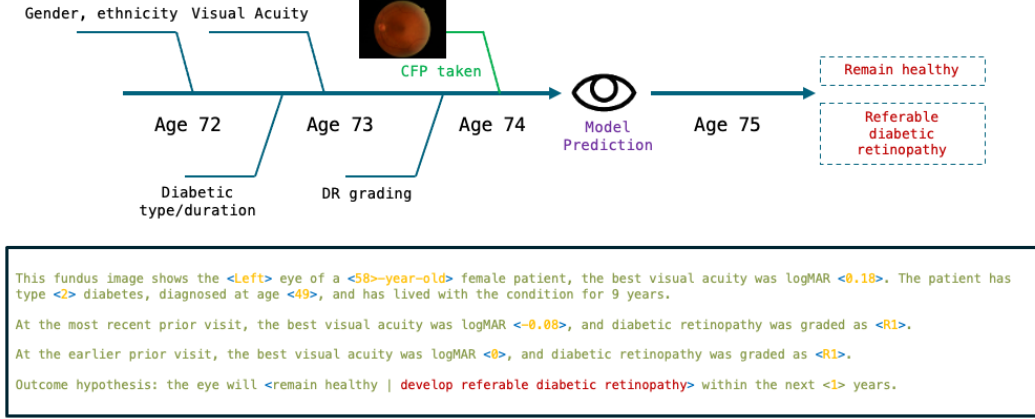 Gender, ethnicity
Visual Acuity
CFP taken
Age 72
Age 73
Age 74
Model
Prediction
Age 75
Remain healthy
Referable
diabetic
retinopathy
Diabetic
type/duration
DR grading
This fundus image shows the <Left> eye of a <58>-year-old> female patient, the best visual acuity was logMAR <0.18>. The patient has
type <2> diabetes, diagnosed at age <49>, and has lived with the condition for 9 years.
At the most recent prior visit, the best visual acuity was logMAR <-0.08>, and diabetic retinopathy was graded as <R1>.
At the earlier prior visit, the best visual acuity was logMAR <0>, and diabetic retinopathy was graded as <R1>.
Outcome hypothesis: the eye will <remain healthy | develop referable diabetic retinopathy> within the next <1> years.